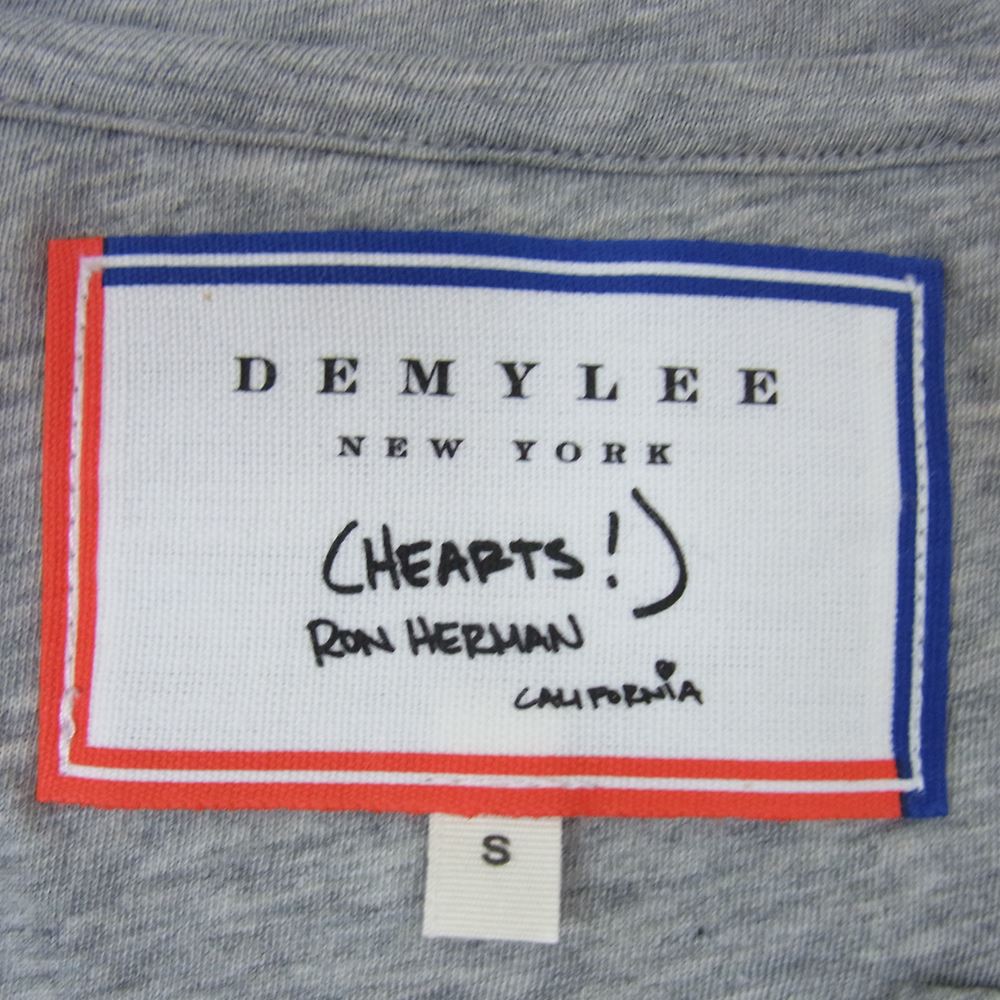 DEMYLEE
NEW YORK
(HEARTS!)
RON HERMAN
CALIFORNIA
S